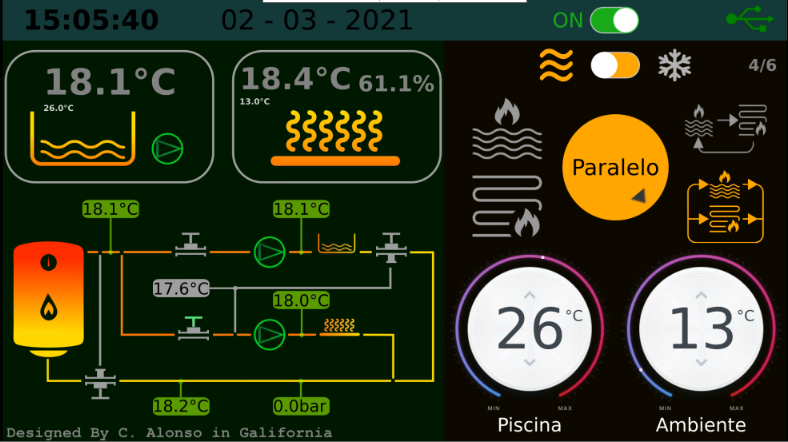 15:05:40
02 - 03 - 2021
ON
18.1°C
26.0°C
18.4°C 61.1%
13.0°C
4/6
Paralelo
18.1°C
18.1°C
17.6°C
18.0°C
18.2°C
0.0bar
26°C
MIN
MAX
Piscina
13°C
MIN
MAX
Ambiente
Designed By C. Alonso in Galifornia